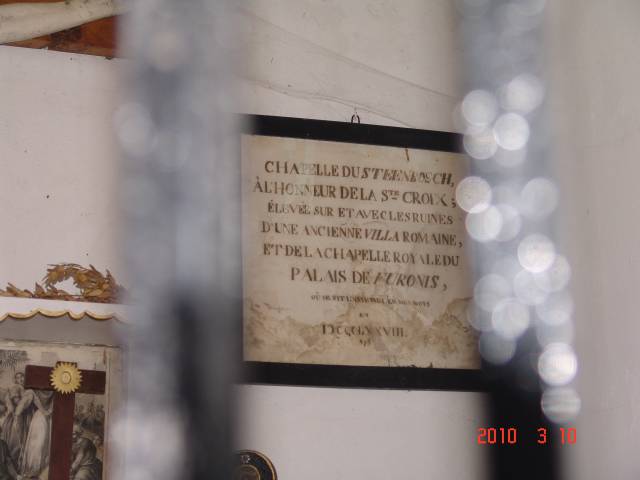 CHAPELLE DU STEENBOSCH,
À L'HONNEUR DE LA STE CROIX;
ÉLEVÉE SUR ET AVEC LES RUINES
D'UNE ANCIENNE VILLA ROMAINE,
ET DE LA CHAPELLE ROYALE DU
PALAIS DE FURONIS,
2010 3 10